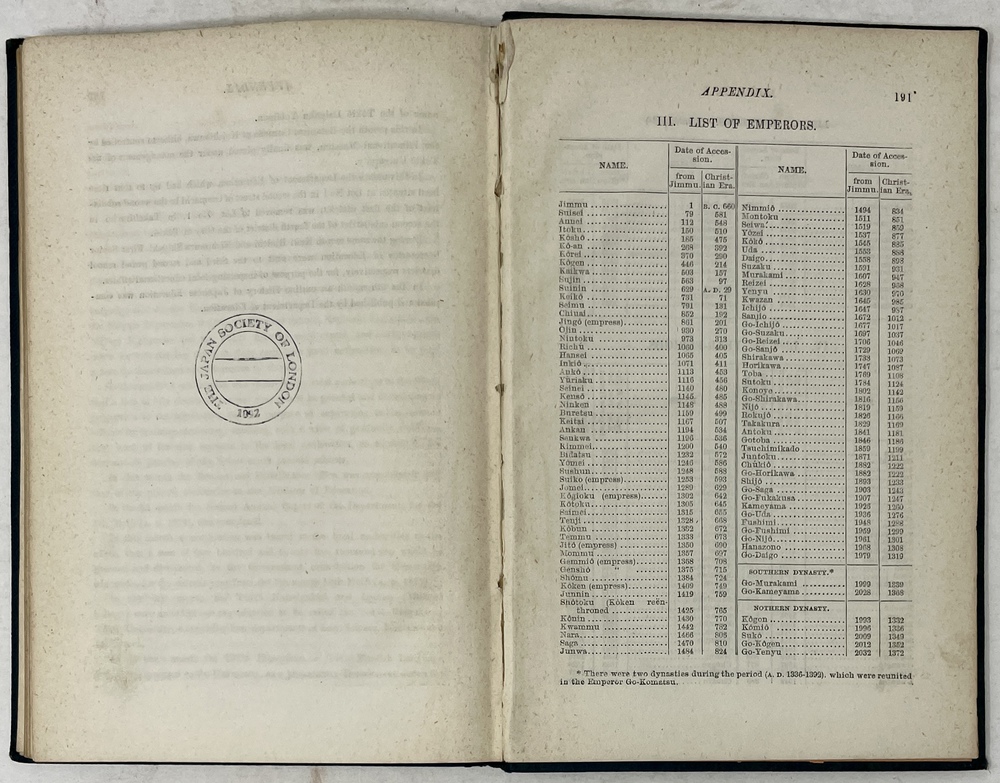 THE JAPAN SOCIETY OF LONDON
APPENDIX.
191
III. LIST OF EMPERORS.
NAME.
Date of Accession.
from Jimmu.
Christian Era.
Jimmu 1 B. C. 660
Suisei 79 581
Annei 112 548
Itoku 150 510
Kōshō 185 475
Kō-an 268 392
Kōrei 370 290
Kōgen 446 214
Kaikwa 503 157
Sujin 563 97
Suinin 629 A. D. 29
Keikō 731 71
Seimu 791 131
Chiuai 852 192
Jingō (empress) 861 201
Ojin 930 270
Nintoku 973 313
Richū 1060 400
Hansei 1065 405
Inkiō 1071 411
Ankō 1113 453
Yūriaku 1116 456
Seinei 1140 480
Kensō 1145 485
Ninken 1148 488
Buretsu 1159 499
Keitai 1167 507
Ankan 1194 534
Senkwa 1196 536
Kimmei 1200 540
Bidatsu 1232 572
Yōmei 1246 586
Sushun 1248 588
Suiko (empress) 1253 593
Jomei 1289 629
Kōgioku (empress) 1302 642
Kōtoku 1305 645
Saimei 1315 655
Tenji 1328 668
Kōbun 1332 672
Temmu 1333 673
Jitō (empress) 1350 690
Mommu 1357 697
Gemmiō (empress) 1368 708
Genshō " 1375 715
Shōmu 1384 724
Kōken (empress) 1409 749
Junnin 1419 759
Shōtoku (Kōken reën-
throned 1425 765
Kōnin 1430 770
Kwammu 1442 782
Nara 1466 806
Saga 1470 810
Junwa 1484 824
NAME.
Date of Accession.
from Jimmu.
Christian Era.
Nimmiō 1494 834
Montoku 1511 851
Seiwa 1519 859
Yōzei 1537 877
Kōkō 1545 885
Uda 1548 888
Daigo 1558 898
Suzaku 1591 931
Murakami 1607 947
Reizei 1628 968
Yenyu 1630 970
Kwazan 1645 985
Ichijō 1647 987
Sanjio 1672 1012
Go-Ichijō 1677 1017
Go-Suzaku 1697 1037
Go-Reizei 1706 1046
Go-Sanjō 1729 1069
Shirakawa 1733 1073
Horikawa 1747 1087
Toba 1768 1108
Sutoku 1784 1124
Konoye 1802 1142
Go-Shirakawa 1816 1156
Nijō 1819 1159
Rokujō 1826 1166
Takakura 1829 1169
Antoku 1841 1181
Gotoba 1846 1186
Tsuchimikado 1859 1199
Juntoku 1871 1211
Chūkiō 1882 1222
Go-Horikawa 1882 1222
Shijō 1893 1233
Go-Saga 1903 1243
Go-Fukakusa 1907 1247
Kameyama 1920 1260
Go-Uda 1936 1276
Fushimi 1948 1288
Go-Fushimi 1959 1299
Go-Nijō 1961 1301
Hanazono 1968 1308
Go-Daigo 1979 1319
SOUTHERN DYNASTY.*
Go-Murakami 1999 1339
Go-Kameyama 2028 1368
NOTHERN DYNASTY.
Kōgon 1993 1332
Kōmiō 1996 1336
Sukō 2009 1349
Go-Kōgen 2012 1352
Go-Yenyu 2032 1372
* There were two dynasties during the period (A. D. 1336-1392). which were reunited
in the Emperor Go-Komatsu.